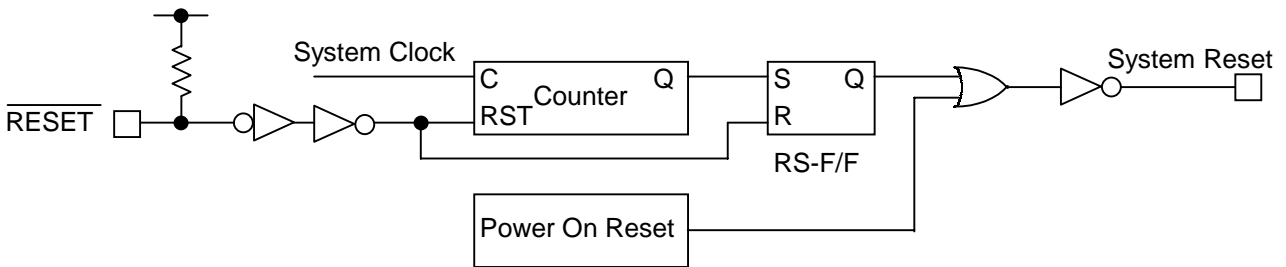 System Clock
System Reset
C
Q
S
Q
Counter
RESET
RST
R
RS-F/F
Power On Reset